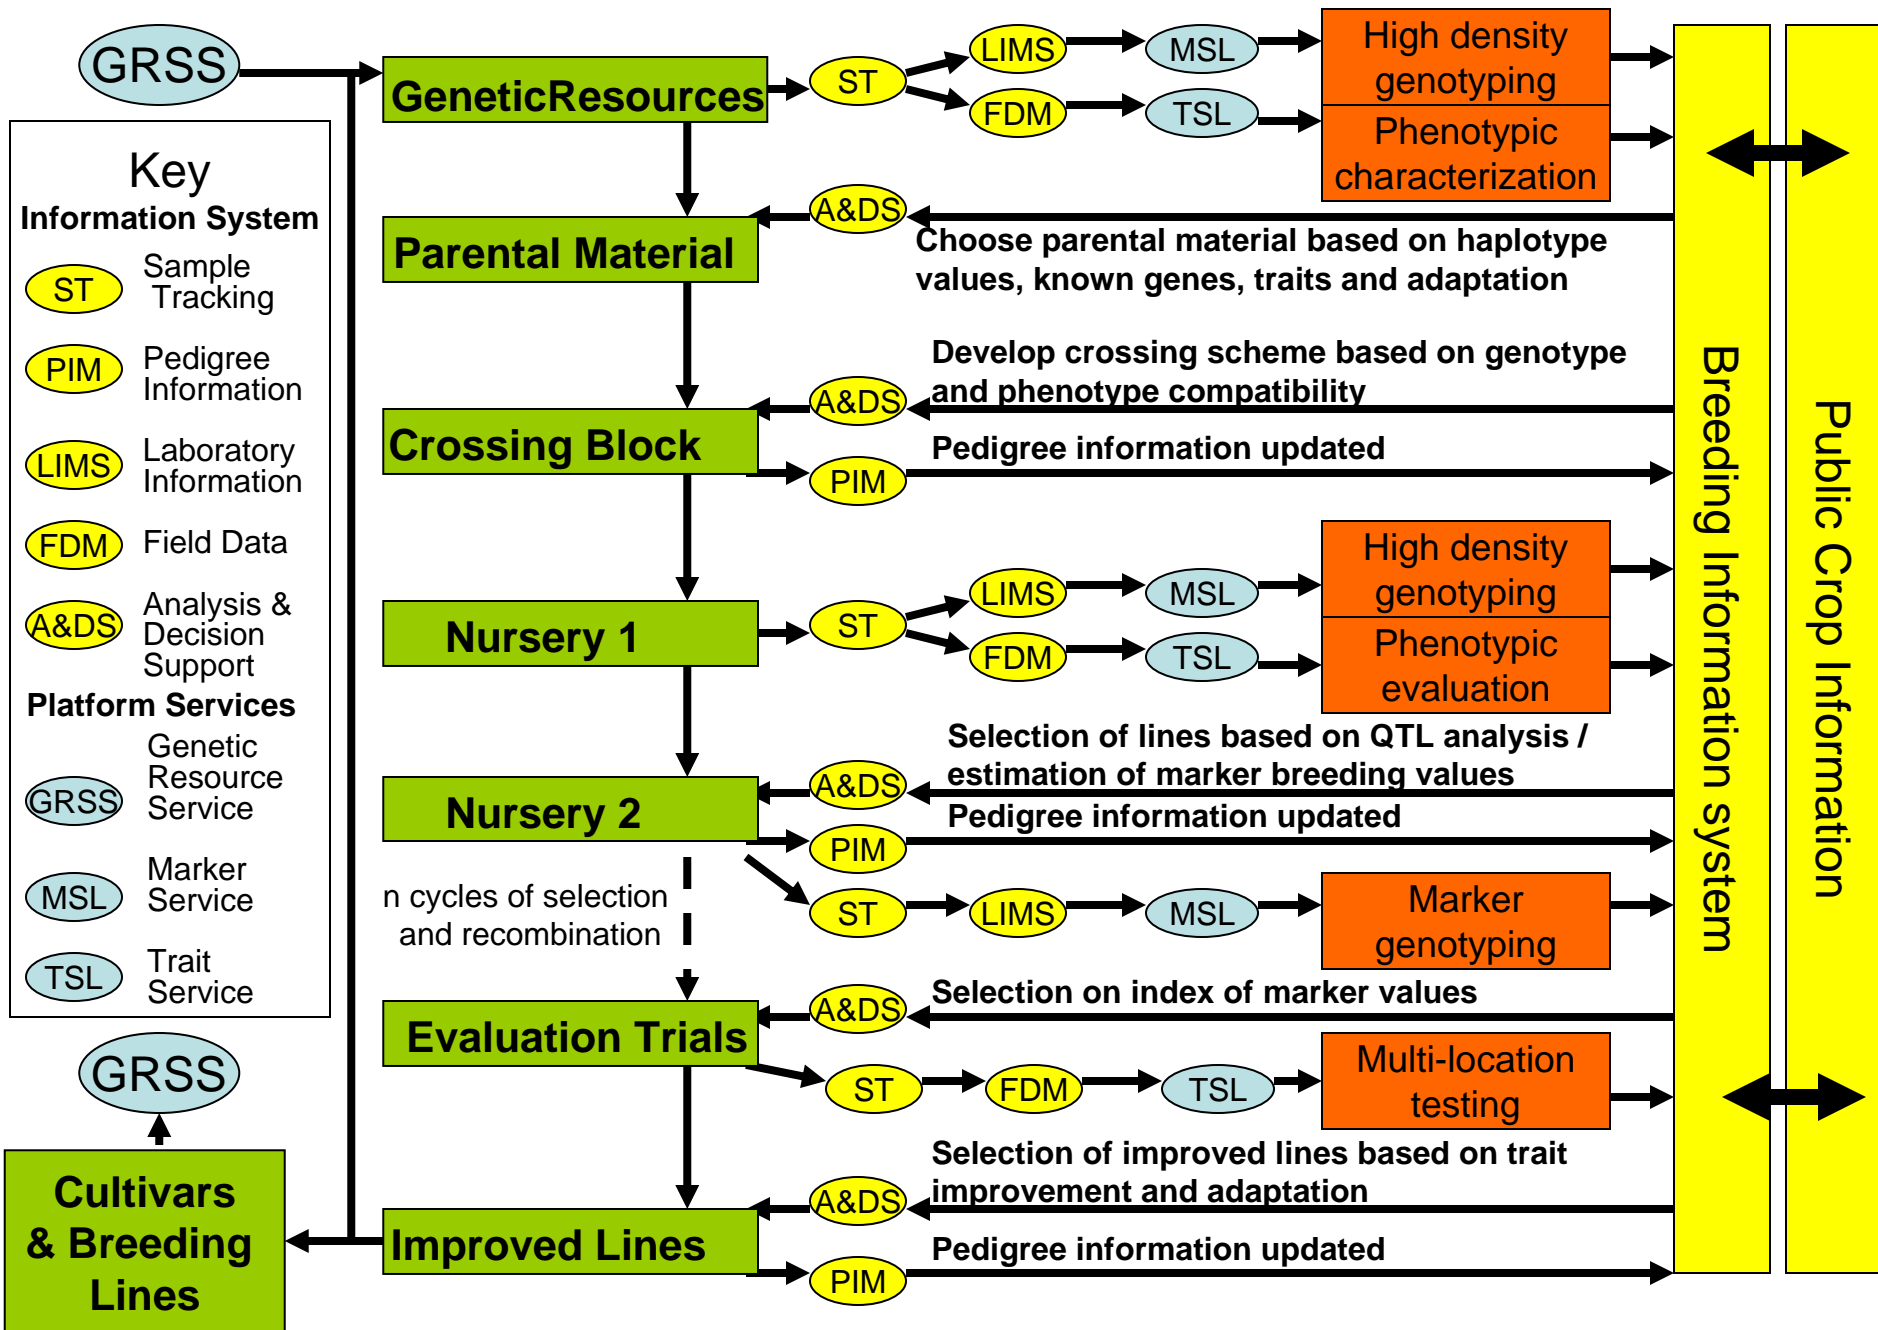 GRSS
Key
Information System
ST
Sample
Tracking
PIM
Pedigree
Information
LIMS
Laboratory
Information
FDM
Field Data
A&DS
Analysis &
Decision
Support
Platform Services
GRSS
Genetic
Resource
Service
MSL
Marker
Service
TSL
Trait
Service
GRSS
Cultivars
& Breeding
Lines
GeneticResources
ST
LIMS
MSL
High density
genotyping
FDM
TSL
Phenotypic
characterization
Parental Material
A&DS
Choose parental material based on haplotype
values, known genes, traits and adaptation
Crossing Block
Develop crossing scheme based on genotype
and phenotype compatibility
A&DS
Pedigree information updated
PIM
Nursery 1
ST
LIMS
MSL
High density
genotyping
FDM
TSL
Phenotypic
evaluation
Nursery 2
Selection of lines based on QTL analysis /
estimation of marker breeding values
A&DS
Pedigree information updated
PIM
n cycles of selection
and recombination
ST
LIMS
MSL
Marker
genotyping
Evaluation Trials
A&DS
Selection on index of marker values
ST
FDM
TSL
Multi-location
testing
Improved Lines
Selection of improved lines based on trait
improvement and adaptation
A&DS
Pedigree information updated
PIM
Breeding Information system
Public Crop Information